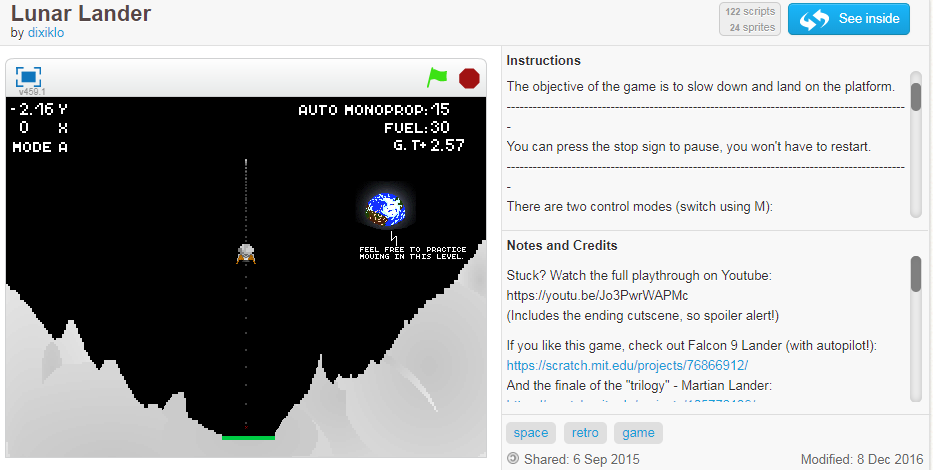 Lunar Lander
by dixiklo
122 scripts
24 sprites
See inside
v459.1
-2.16 Y
0 X
MODE A
AUTO MONOPROP:15
FUEL:30
G.T+2.57
FEEL FREE TO PRACTICE
MOVING IN THIS LEVEL.
Instructions
The objective of the game is to slow down and land on the platform.
-----------------------------------------------------------------------------------------
-
You can press the stop sign to pause, you won't have to restart.
-----------------------------------------------------------------------------------------
-
There are two control modes (switch using M):
Notes and Credits
Stuck? Watch the full playthrough on Youtube:
https://youtu.be/Jo3PwrWAPMc
(Includes the ending cutscene, so spoiler alert!)
If you like this game, check out Falcon 9 Lander (with autopilot!):
https://scratch.mit.edu/projects/76866912/
And the finale of the "trilogy" - Martian Lander:
space retro game
Shared: 6 Sep 2015 Modified: 8 Dec 2016